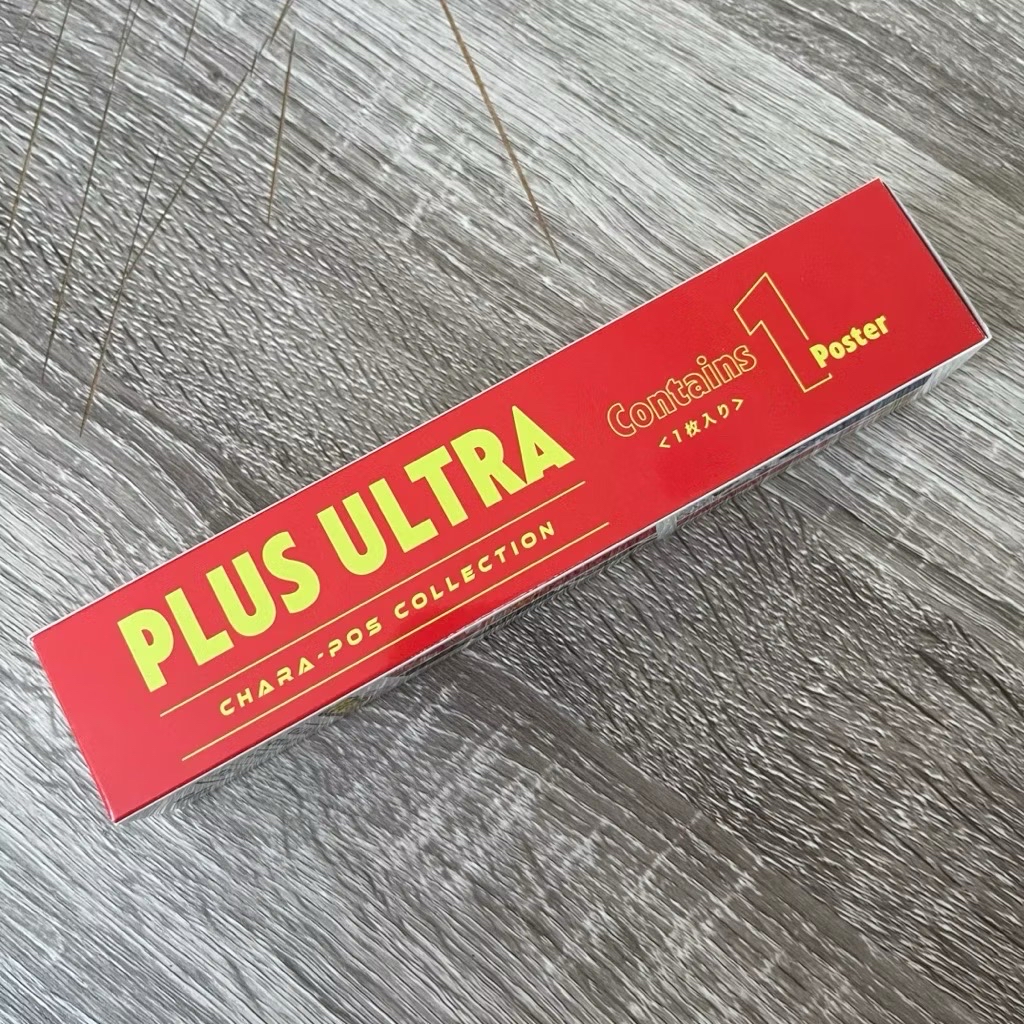 PLUS ULTRA
CHARA-POS COLLECTION
Contains 1 Poster
<1枚入り>